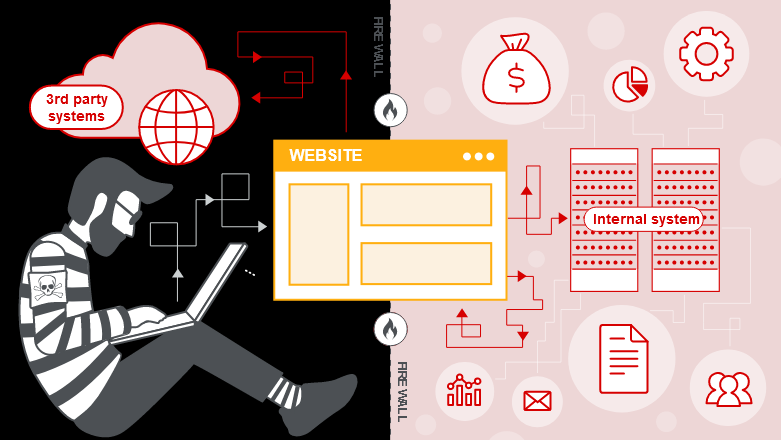 FIRE WALL
3rd party
systems
WEBSITE
$
Internal system
FIRE WALL